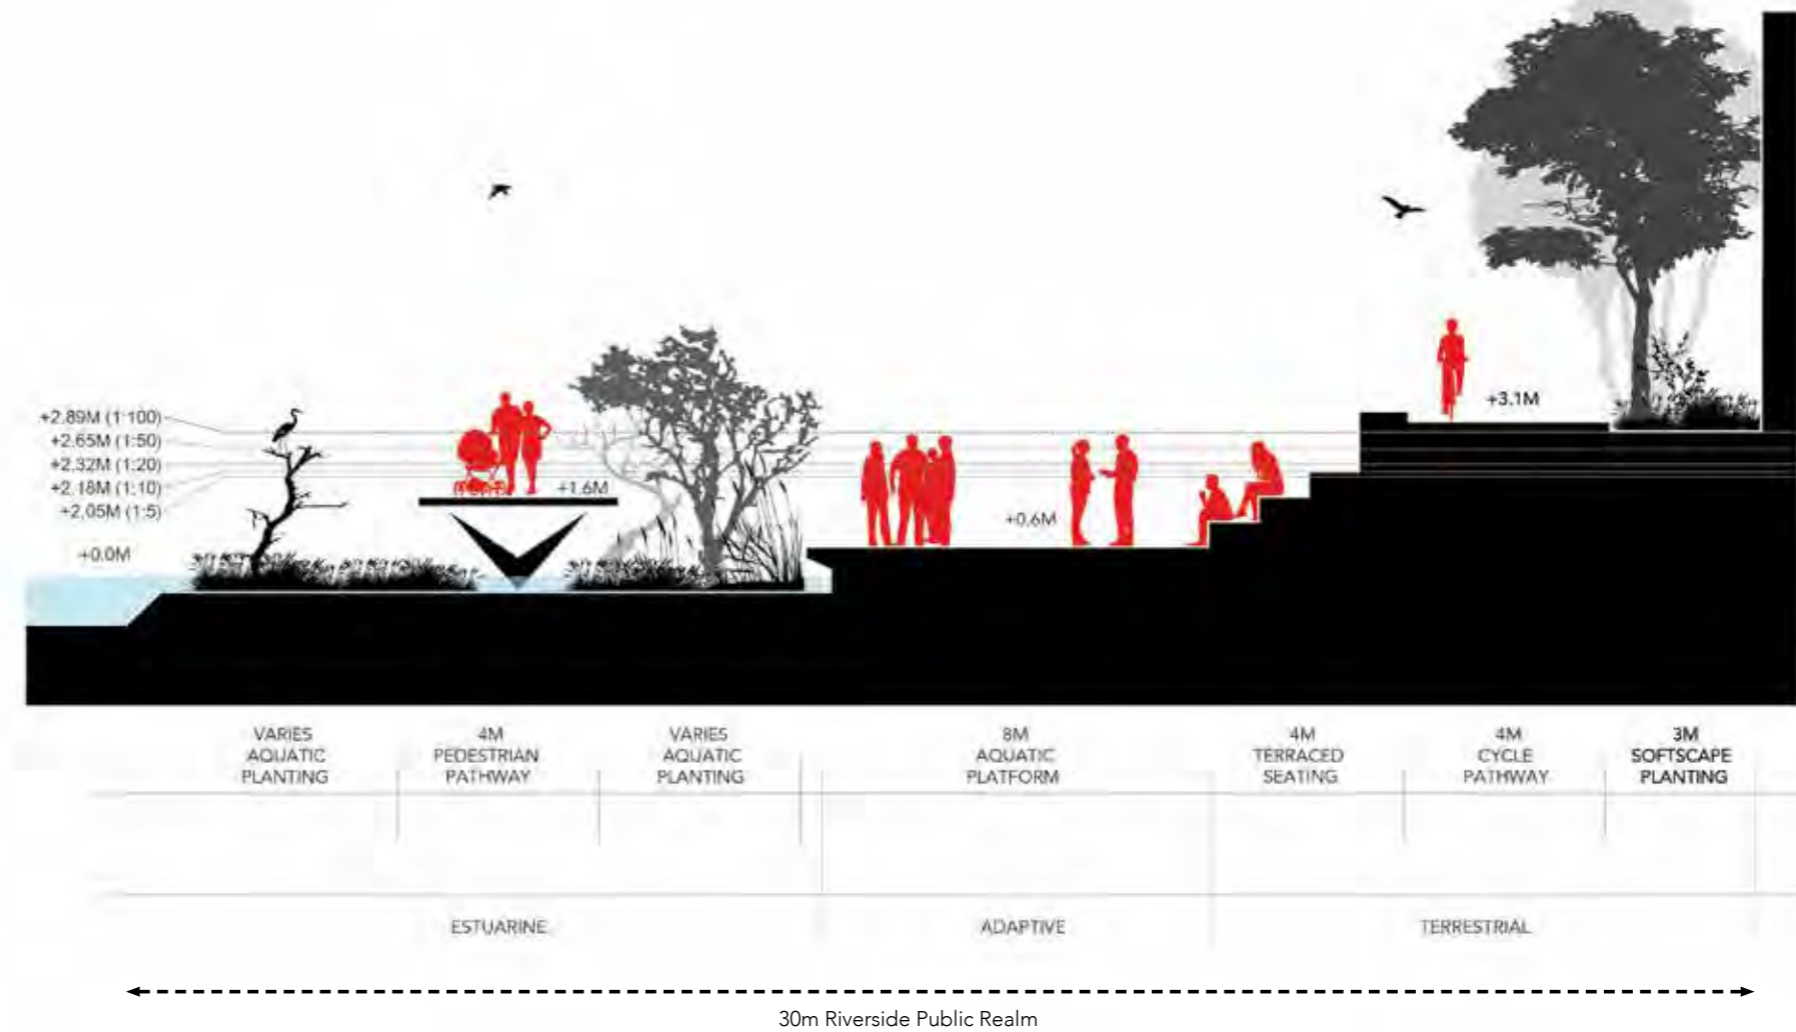 +2.89M (1:100)
+2.65M (1:50)
+2.32M (1:20)
+2.18M (1:10)
+2.05M (1:5)
+0.0M
+1.6M
+0.6M
+3.1M
VARIES
AQUATIC
PLANTING
4M
PEDESTRIAN
PATHWAY
VARIES
AQUATIC
PLANTING
8M
AQUATIC
PLATFORM
4M
TERRACED
SEATING
4M
CYCLE
PATHWAY
3M
SOFTSCAPE
PLANTING
ESTUARINE
ADAPTIVE
TERRESTRIAL
30m Riverside Public Realm